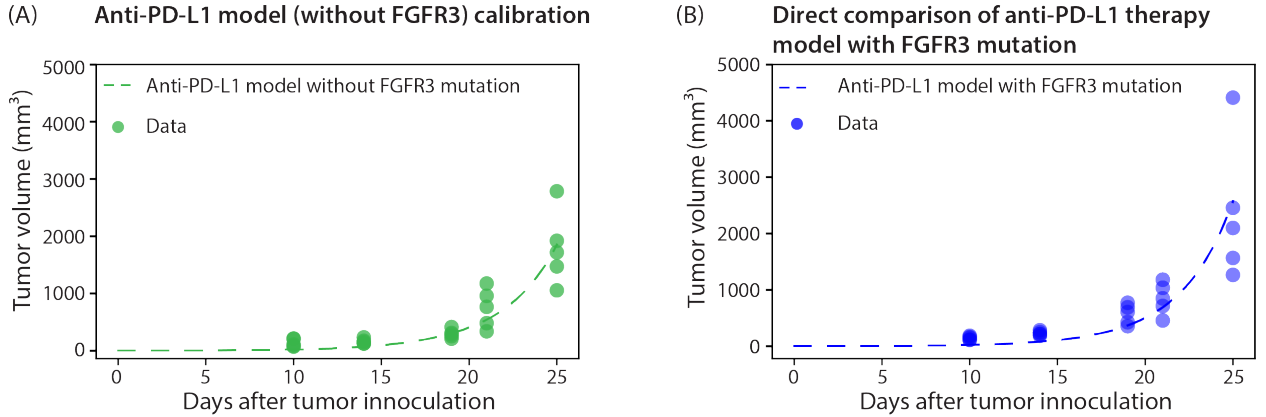 (A) Anti-PD-L1 model (without FGFR3) calibration
5000
4000
3000
2000
1000
0
Tumor volume (mm³)
Anti-PD-L1 model without FGFR3 mutation
Data
0 5 10 15 20 25
Days after tumor innoculation
(B) Direct comparison of anti-PD-L1 therapy
model with FGFR3 mutation
5000
4000
3000
2000
1000
0
Tumor volume (mm³)
Anti-PD-L1 model with FGFR3 mutation
Data
0 5 10 15 20 25
Days after tumor innoculation